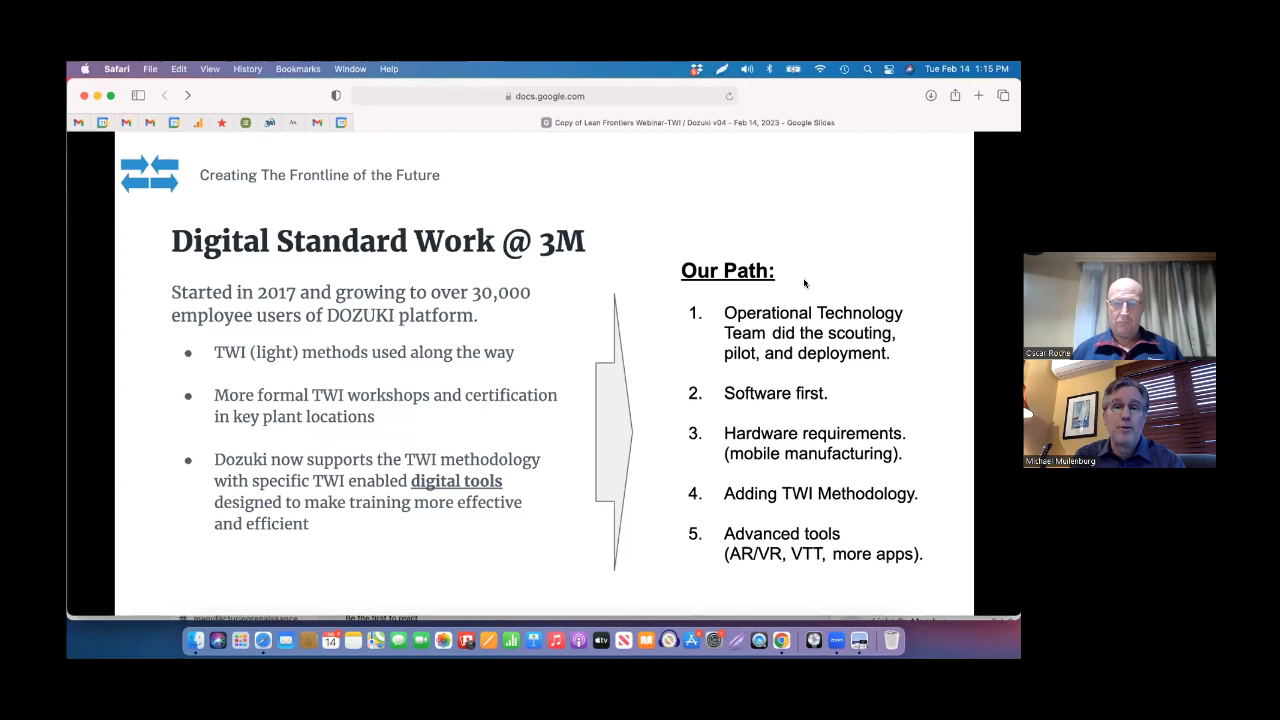 Safari File Edit View History Bookmarks Window Help Tue Feb 14 1:15 PM
docs.google.com
Copy of Lean Frontiers Webinar-TWI / Dozuki v04 - Feb 14, 2023 - Google Slides
Creating The Frontline of the Future
Digital Standard Work @ 3M
Started in 2017 and growing to over 30,000
employee users of DOZUKI platform.
● TWI (light) methods used along the way
● More formal TWI workshops and certification
in key plant locations
● Dozuki now supports the TWI methodology
with specific TWI enabled digital tools
designed to make training more effective
and efficient
Our Path:
1. Operational Technology
Team did the scouting,
pilot, and deployment.
2. Software first.
3. Hardware requirements.
(mobile manufacturing).
4. Adding TWI Methodology.
5. Advanced tools
(AR/VR, VTT, more apps).
Oscar Roche
Michael Muilenburg
# manufacturingrenaissance
Be the first to react